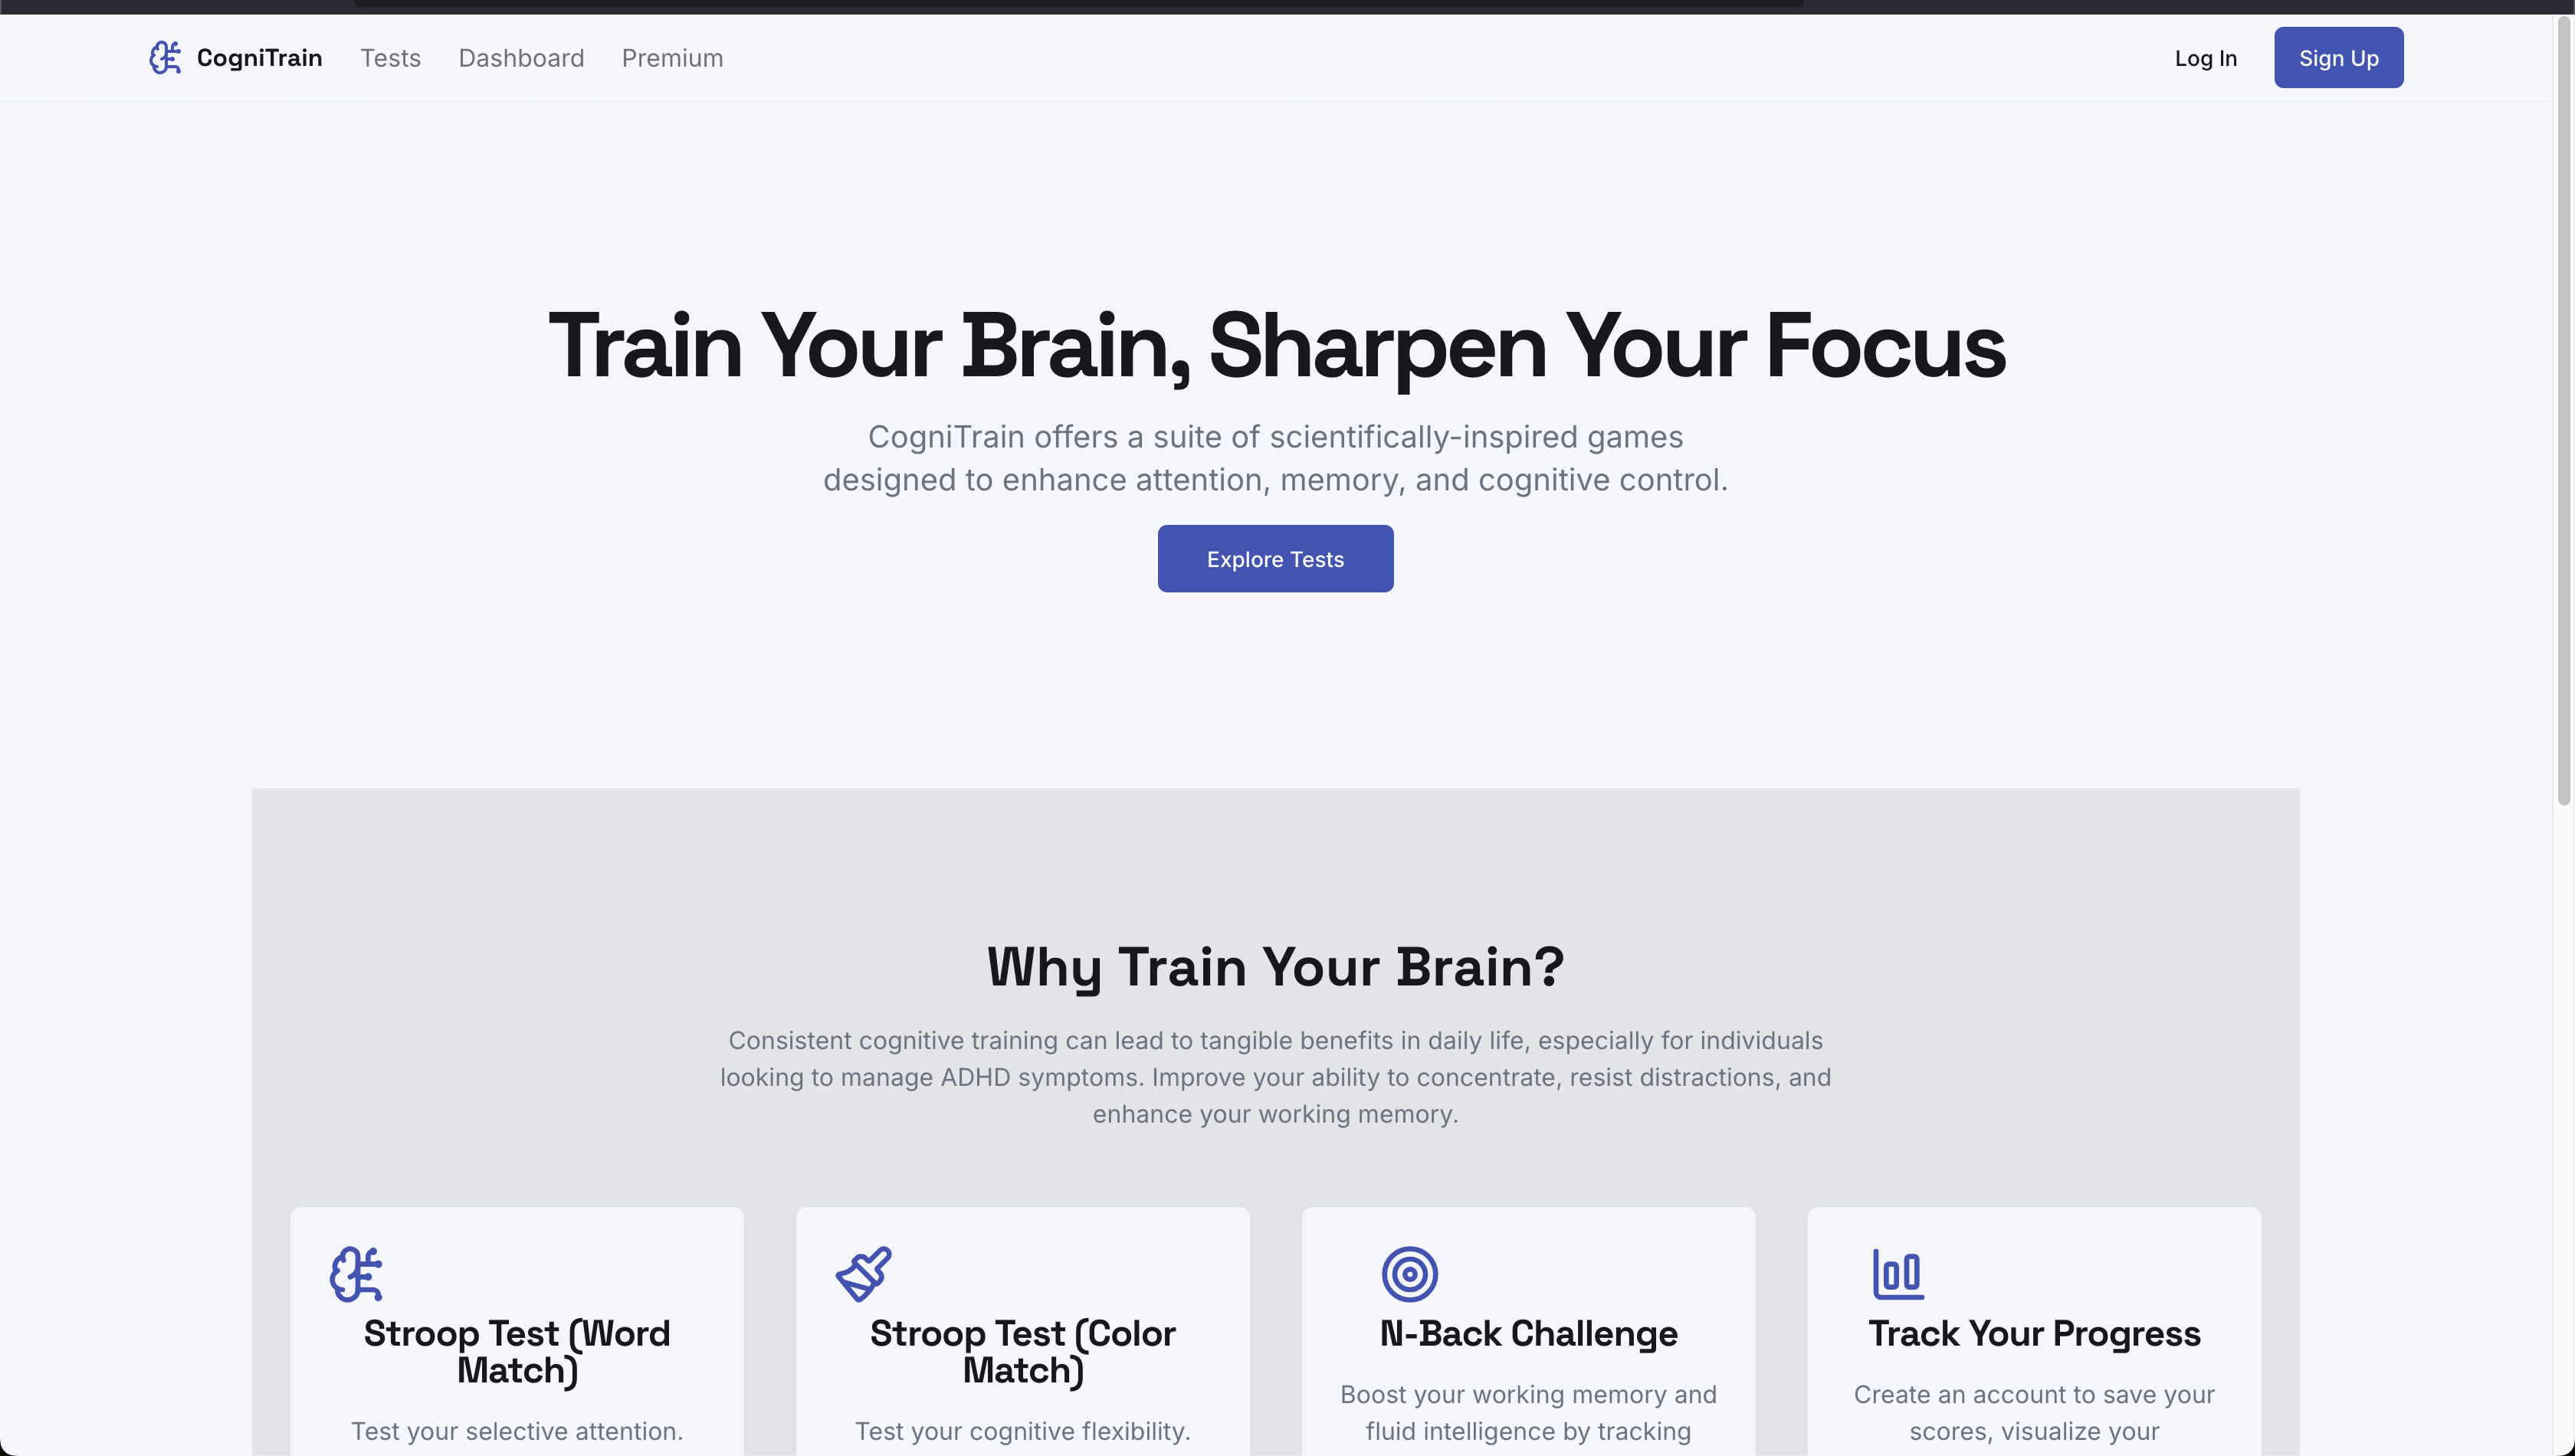 CogniTrain
Tests
Dashboard
Premium
Log In
Sign Up
Train Your Brain, Sharpen Your Focus
CogniTrain offers a suite of scientifically-inspired games
designed to enhance attention, memory, and cognitive control.
Explore Tests
Why Train Your Brain?
Consistent cognitive training can lead to tangible benefits in daily life, especially for individuals
looking to manage ADHD symptoms. Improve your ability to concentrate, resist distractions, and
enhance your working memory.
Stroop Test (Word
Match)
Test your selective attention.
Stroop Test (Color
Match)
Test your cognitive flexibility.
N-Back Challenge
Boost your working memory and
fluid intelligence by tracking
Track Your Progress
Create an account to save your
scores, visualize your